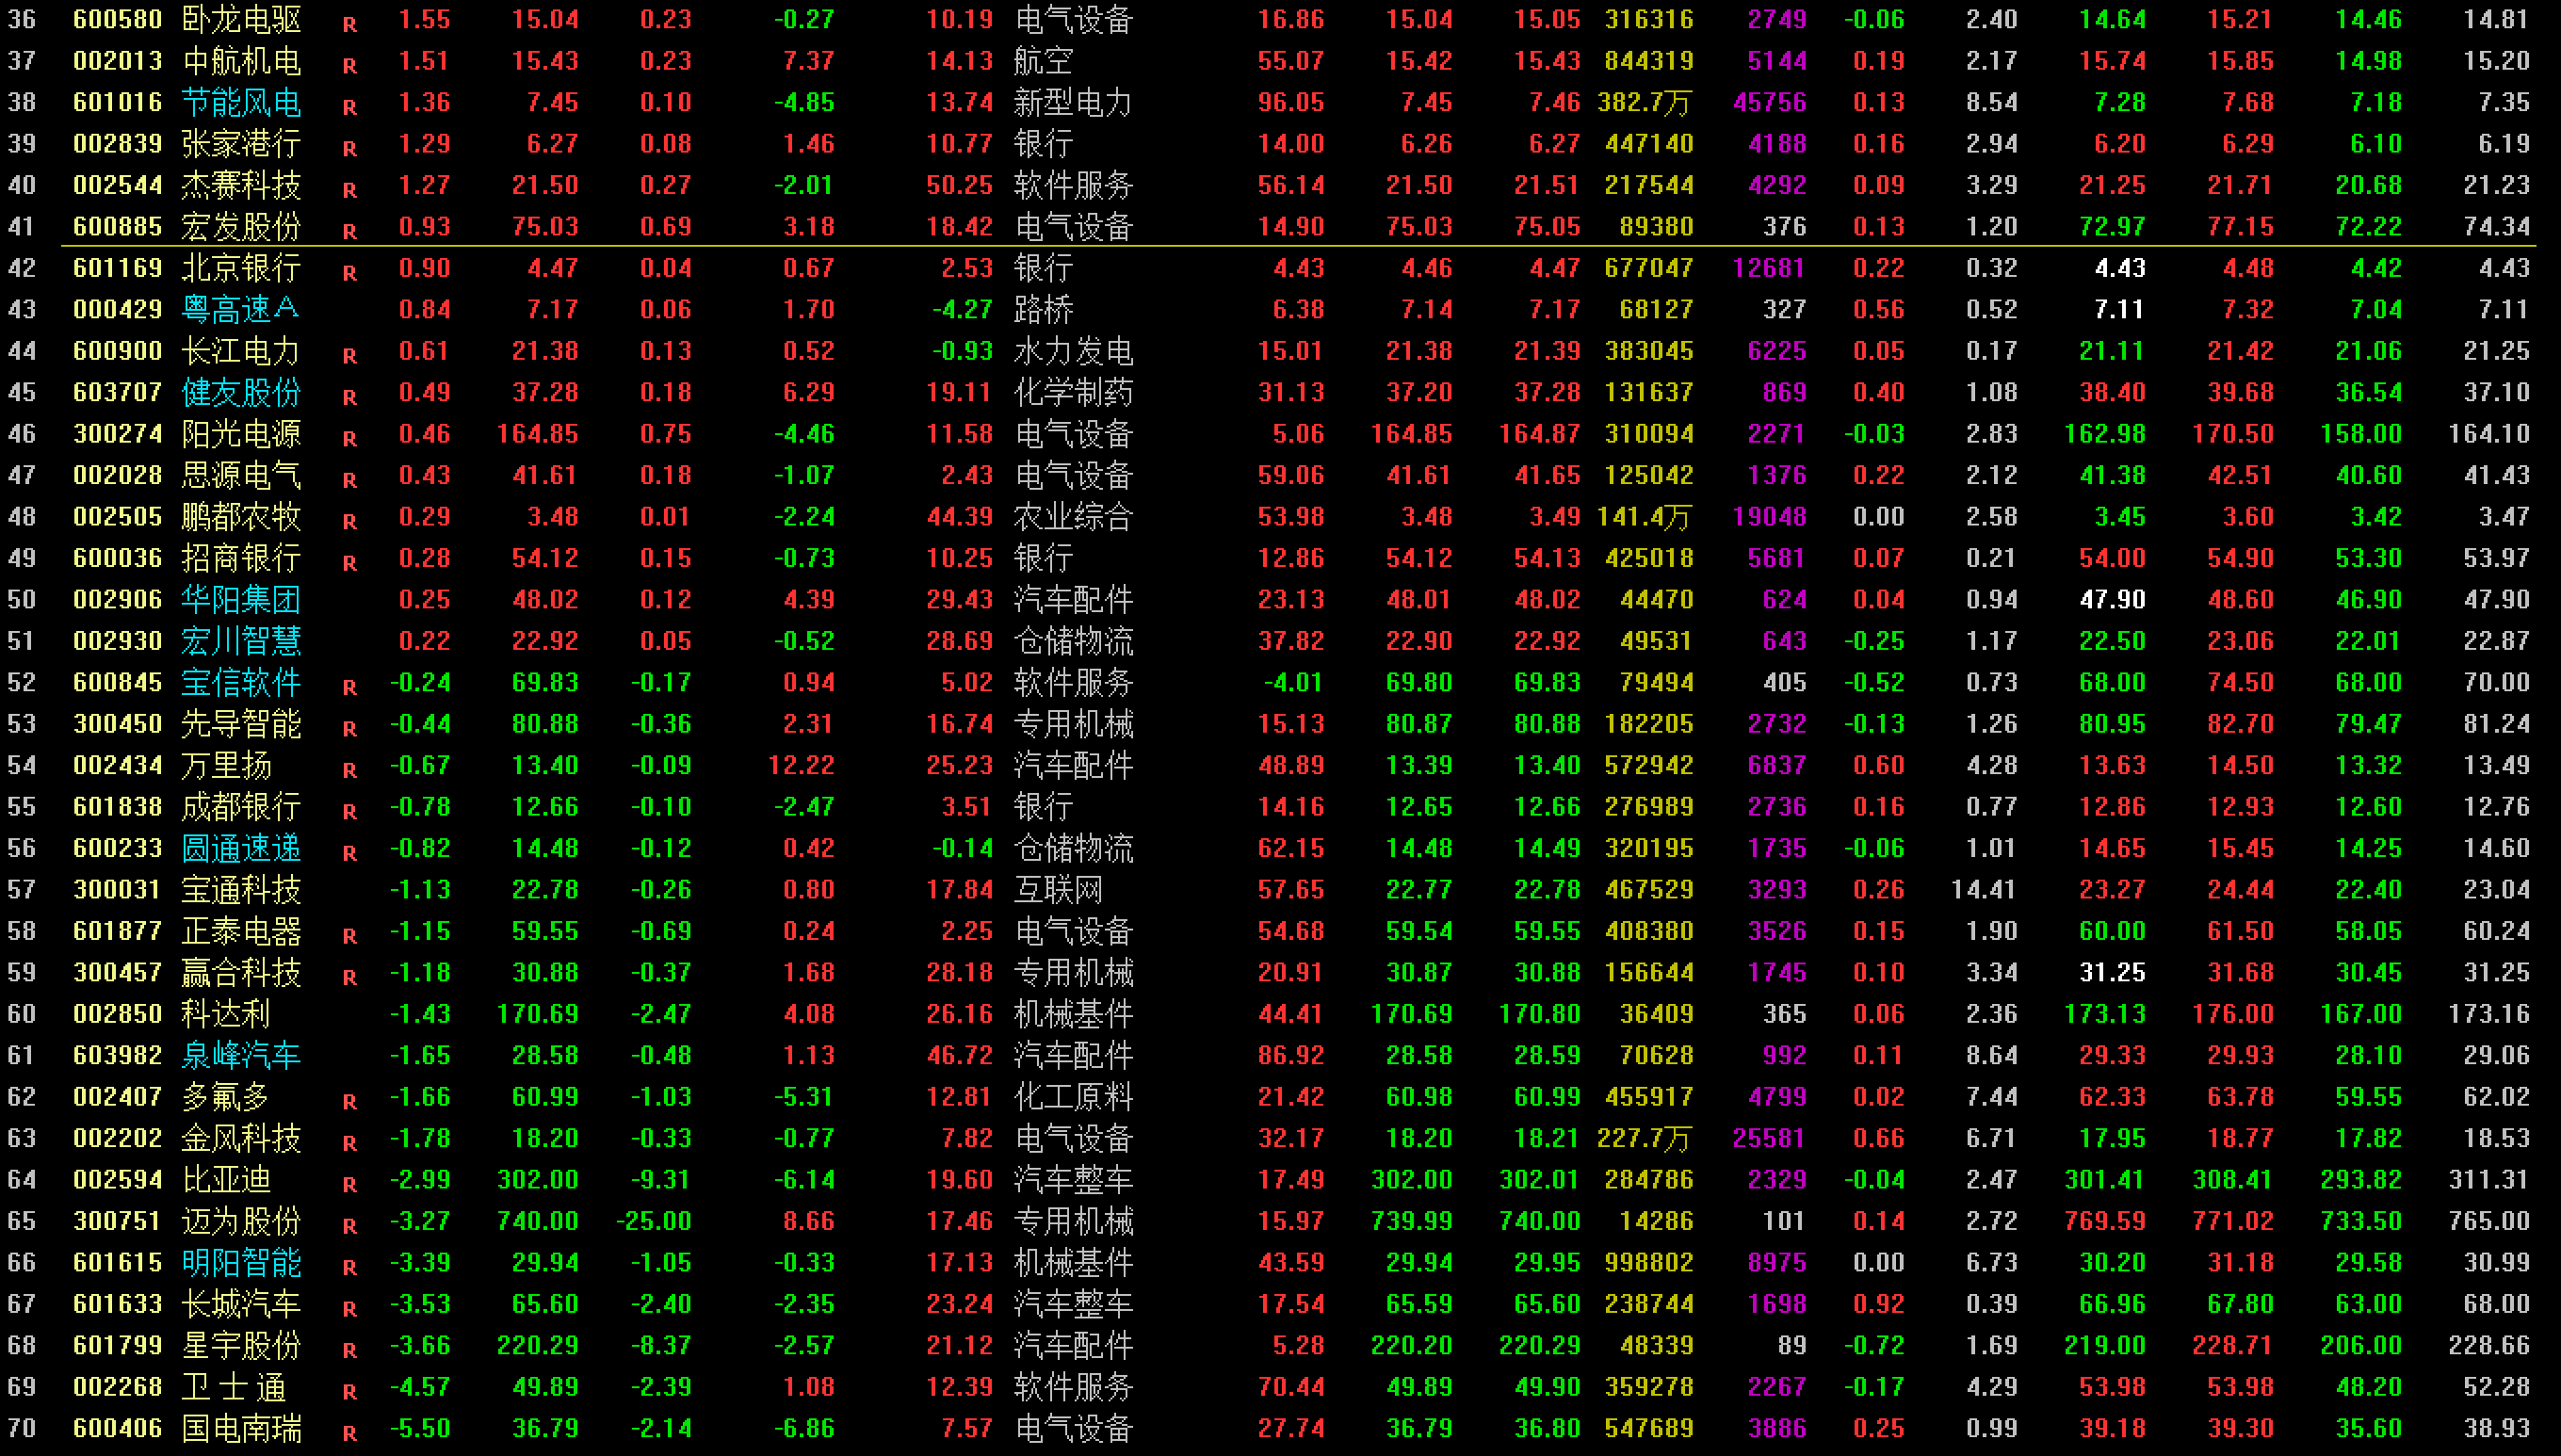 36 600580 卧龙电驱 R 1.55 15.04 0.23 -0.27 10.19 电气设备 16.86 15.04 15.05 316316 2749 -0.06 2.40 14.64 15.21 14.46 14.81
37 002013 中航机电 R 1.51 15.43 0.23 7.37 14.13 航空 55.07 15.42 15.43 844319 5144 0.19 2.17 15.74 15.85 14.98 15.20
38 601016 节能风电 R 1.36 7.45 0.10 -4.85 13.74 新型电力 96.05 7.45 7.46 382.7万 45756 0.13 8.54 7.28 7.68 7.18 7.35
39 002839 张家港行 R 1.29 6.27 0.08 1.46 10.77 银行 14.00 6.26 6.27 447140 4188 0.16 2.94 6.20 6.29 6.10 6.19
40 002544 杰赛科技 R 1.27 21.50 0.27 -2.01 50.25 软件服务 56.14 21.50 21.51 217544 4292 0.09 3.29 21.25 21.71 20.68 21.23
41 600885 宏发股份 R 0.93 75.03 0.69 3.18 18.42 电气设备 14.90 75.03 75.05 89380 376 0.13 1.20 72.97 77.15 72.22 74.34
42 601169 北京银行 R 0.90 4.47 0.04 0.67 2.53 银行 4.43 4.46 4.47 677047 12681 0.22 0.32 4.43 4.48 4.42 4.43
43 000429 粤高速A 0.84 7.17 0.06 1.70 -4.27 路桥 6.38 7.14 7.17 68127 327 0.56 0.52 7.11 7.32 7.04 7.11
44 600900 长江电力 R 0.61 21.38 0.13 0.52 -0.93 水力发电 15.01 21.38 21.39 383045 6225 0.05 0.17 21.11 21.42 21.06 21.25
45 603707 健友股份 R 0.49 37.28 0.18 6.29 19.11 化学制药 31.13 37.20 37.28 131637 869 0.40 1.08 38.40 39.68 36.54 37.10
46 300274 阳光电源 R 0.46 164.85 0.75 -4.46 11.58 电气设备 5.06 164.85 164.87 310094 2271 -0.03 2.83 162.98 170.50 158.00 164.10
47 002028 思源电气 R 0.43 41.61 0.18 -1.07 2.43 电气设备 59.06 41.61 41.65 125042 1376 0.22 2.12 41.38 42.51 40.60 41.43
48 002505 鹏都农牧 R 0.29 3.48 0.01 -2.24 44.39 农业综合 53.98 3.48 3.49 141.4万 19048 0.00 2.58 3.45 3.60 3.42 3.47
49 600036 招商银行 R 0.28 54.12 0.15 -0.73 10.25 银行 12.86 54.12 54.13 425018 5681 0.07 0.21 54.00 54.90 53.30 53.97
50 002906 华阳集团 0.25 48.02 0.12 4.39 29.43 汽车配件 23.13 48.01 48.02 44470 624 0.04 0.94 47.90 48.60 46.90 47.90
51 002930 宏川智慧 0.22 22.92 0.05 -0.52 28.69 仓储物流 37.82 22.90 22.92 49531 643 -0.25 1.17 22.50 23.06 22.01 22.87
52 600845 宝信软件 R -0.24 69.83 -0.17 0.94 5.02 软件服务 -4.01 69.80 69.83 79494 405 -0.52 0.73 68.00 74.50 68.00 70.00
53 300450 先导智能 R -0.44 80.88 -0.36 2.31 16.74 专用机械 15.13 80.87 80.88 182205 2732 -0.13 1.26 80.95 82.70 79.47 81.24
54 002434 万里扬 R -0.67 13.40 -0.09 12.22 25.23 汽车配件 48.89 13.39 13.40 572942 6837 0.60 4.28 13.63 14.50 13.32 13.49
55 601838 成都银行 R -0.78 12.66 -0.10 -2.47 3.51 银行 14.16 12.65 12.66 276989 2736 0.16 0.77 12.86 12.93 12.60 12.76
56 600233 圆通速递 R -0.82 14.48 -0.12 0.42 -0.14 仓储物流 62.15 14.48 14.49 320195 1735 -0.06 1.01 14.65 15.45 14.25 14.60
57 300031 宝通科技 -1.13 22.78 -0.26 0.80 17.84 互联网 57.65 22.77 22.78 467529 3293 0.26 14.41 23.27 24.44 22.40 23.04
58 601877 正泰电器 R -1.15 59.55 -0.69 0.24 2.25 电气设备 54.68 59.54 59.55 408380 3526 0.15 1.90 60.00 61.50 58.05 60.24
59 300457 赢合科技 R -1.18 30.88 -0.37 1.68 28.18 专用机械 20.91 30.87 30.88 156644 1745 0.10 3.34 31.25 31.68 30.45 31.25
60 002850 科达利 -1.43 170.69 -2.47 4.08 26.16 机械基件 44.41 170.69 170.80 36409 365 0.06 2.36 173.13 176.00 167.00 173.16
61 603982 泉峰汽车 -1.65 28.58 -0.48 1.13 46.72 汽车配件 86.92 28.58 28.59 70628 992 0.11 8.64 29.33 29.93 28.10 29.06
62 002407 多氟多 R -1.66 60.99 -1.03 -5.31 12.81 化工原料 21.42 60.98 60.99 455917 4799 0.02 7.44 62.33 63.78 59.55 62.02
63 002202 金风科技 R -1.78 18.20 -0.33 -0.77 7.82 电气设备 32.17 18.20 18.21 227.7万 25581 0.66 6.71 17.95 18.77 17.82 18.53
64 002594 比亚迪 R -2.99 302.00 -9.31 -6.14 19.60 汽车整车 17.49 302.00 302.01 284786 2329 -0.04 2.47 301.41 308.41 293.82 311.31
65 300751 迈为股份 R -3.27 740.00 -25.00 8.66 17.46 专用机械 15.97 739.99 740.00 14286 101 0.14 2.72 769.59 771.02 733.50 765.00
66 601615 明阳智能 R -3.39 29.94 -1.05 -0.33 17.13 机械基件 43.59 29.94 29.95 998802 8975 0.00 6.73 30.20 31.18 29.58 30.99
67 601633 长城汽车 R -3.53 65.60 -2.40 -2.35 23.24 汽车整车 17.54 65.59 65.60 238744 1698 0.92 0.39 66.96 67.80 63.00 68.00
68 601799 星宇股份 R -3.66 220.29 -8.37 -2.57 21.12 汽车配件 5.28 220.20 220.29 48339 89 -0.72 1.69 219.00 228.71 206.00 228.66
69 002268 卫士通 R -4.57 49.89 -2.39 1.08 12.39 软件服务 70.44 49.89 49.90 359278 2267 -0.17 4.29 53.98 53.98 48.20 52.28
70 600406 国电南瑞 R -5.50 36.79 -2.14 -6.86 7.57 电气设备 27.74 36.79 36.80 547689 3886 0.25 0.99 39.18 39.30 35.60 38.93